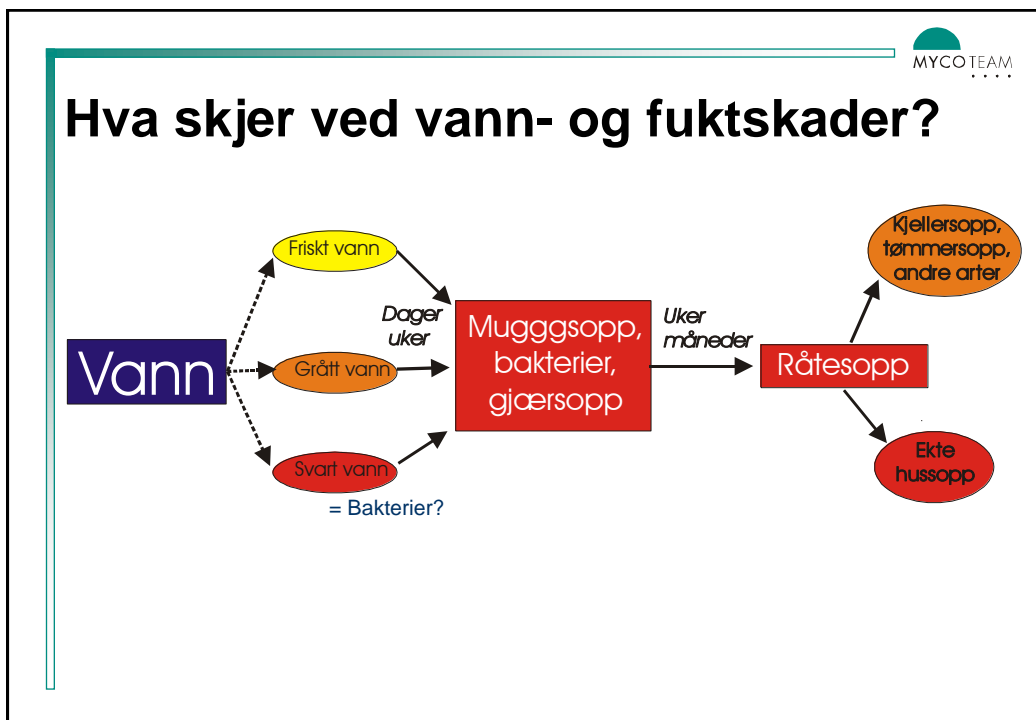 MYCOTEAM
Hva skjer ved vann- og fuktskader?
Vann
Friskt vann
Grått vann
Svart vann
= Bakterier?
Dager
uker
Mugggsopp,
bakterier,
gjærsopp
Uker
måneder
Råtesopp
Kjellersopp,
tømmersopp,
andre arter
Ekte
hussopp